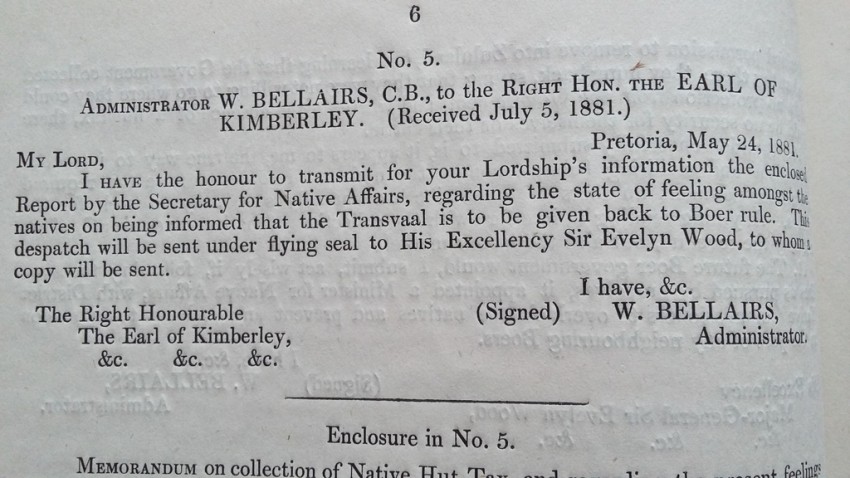 6
No. 5.
ADMINISTRATOR W. BELLAIRS, C.B., to the RIGHT HON. THE EARL OF
KIMBERLEY. (Received July 5, 1881.)
Pretoria, May 24, 1881.
MY LORD,
I HAVE the honour to transmit for your Lordship's information the enclosed
Report by the Secretary for Native Affairs, regarding the state of feeling amongst the
natives on being informed that the Transvaal is to be given back to Boer rule. This
despatch will be sent under flying seal to His Excellency Sir Evelyn Wood, to whom a
copy will be sent.
I have, &c.
The Right Honourable (Signed) W. BELLAIRS,
The Earl of Kimberley, Administrator.
&c. &c. &c.
Enclosure in No. 5.
MEMORANDUM on collection of Native Hut Tax, and regarding the present feelings